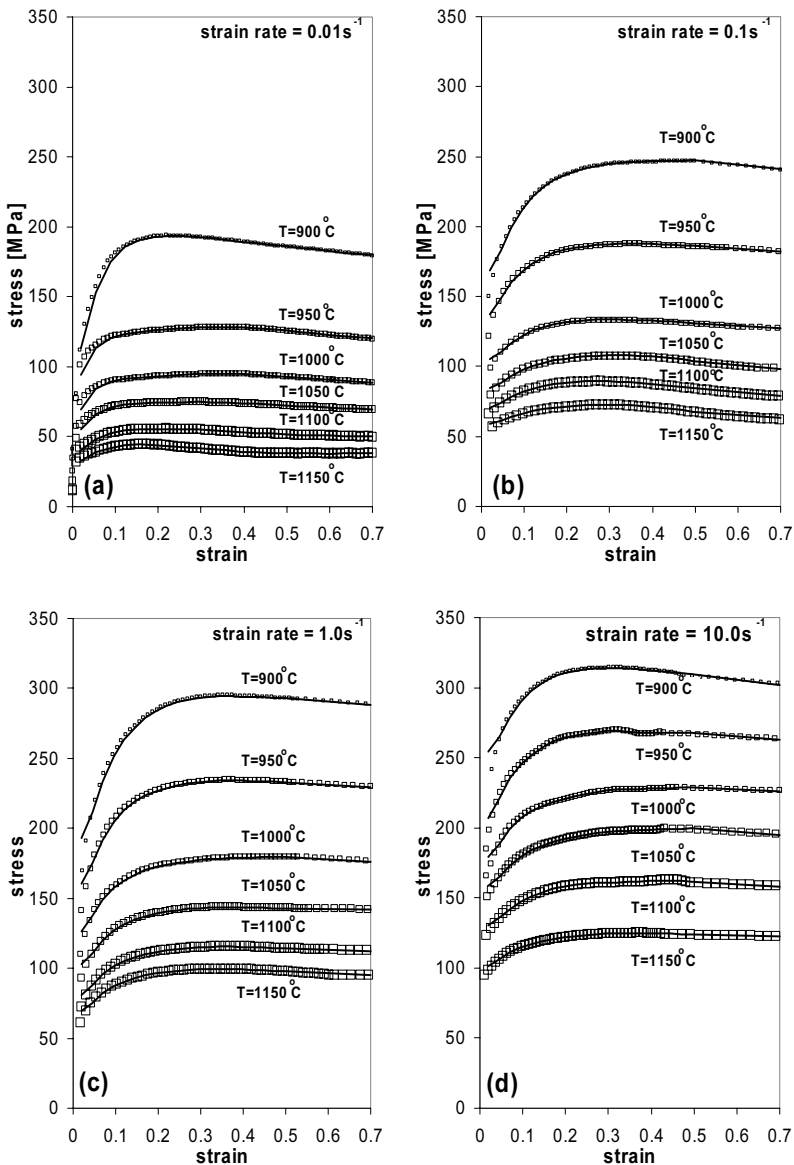 strain rate = 0.01s⁻¹
350
300
250
200
150
100
50
0
stress [MPa]
T=900°C
T=950°C
T=1000°C
T=1050°C
T=1100°C
T=1150°C
(a)
0 0.1 0.2 0.3 0.4 0.5 0.6 0.7
strain
strain rate = 0.1s⁻¹
350
300
250
200
150
100
50
0
stress [MPa]
T=900°C
T=950°C
T=1000°C
T=1050°C
T=1100°C
T=1150°C
(b)
0 0.1 0.2 0.3 0.4 0.5 0.6 0.7
strain
strain rate = 1.0s⁻¹
350
300
250
200
150
100
50
0
stress
T=900°C
T=950°C
T=1000°C
T=1050°C
T=1100°C
T=1150°C
(c)
0 0.1 0.2 0.3 0.4 0.5 0.6 0.7
strain
strain rate = 10.0s⁻¹
350
300
250
200
150
100
50
0
stress
T=900°C
T=950°C
T=1000°C
T=1050°C
T=1100°C
T=1150°C
(d)
0 0.1 0.2 0.3 0.4 0.5 0.6 0.7
strain